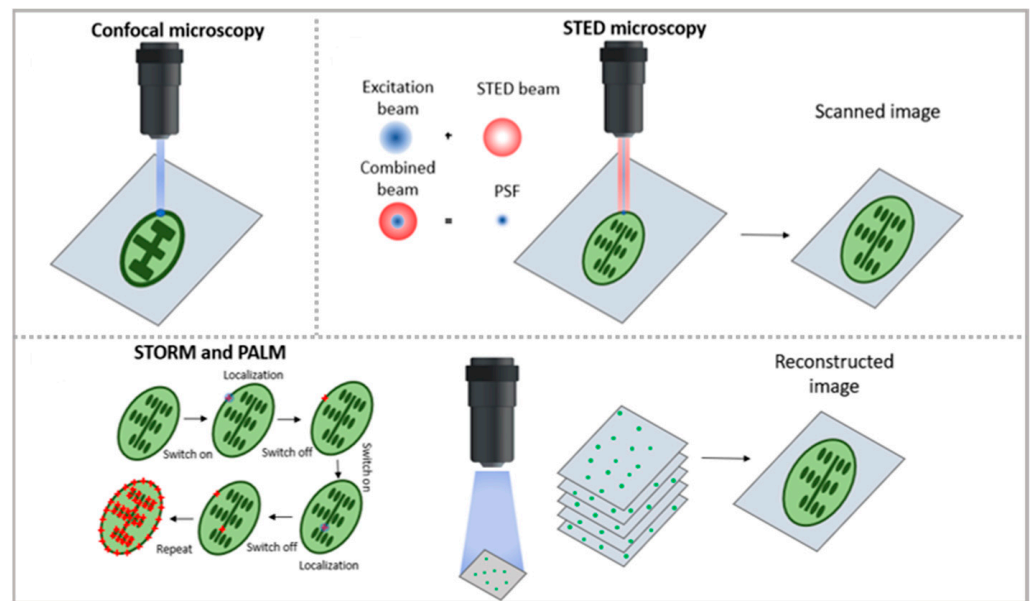 Confocal microscopy
STED microscopy
Excitation
beam
STED beam
+
Combined
beam
=
PSF
Scanned image
STORM and PALM
Localization
Switch on
Switch off
Switch on
Localization
Switch off
Repeat
Reconstructed
image